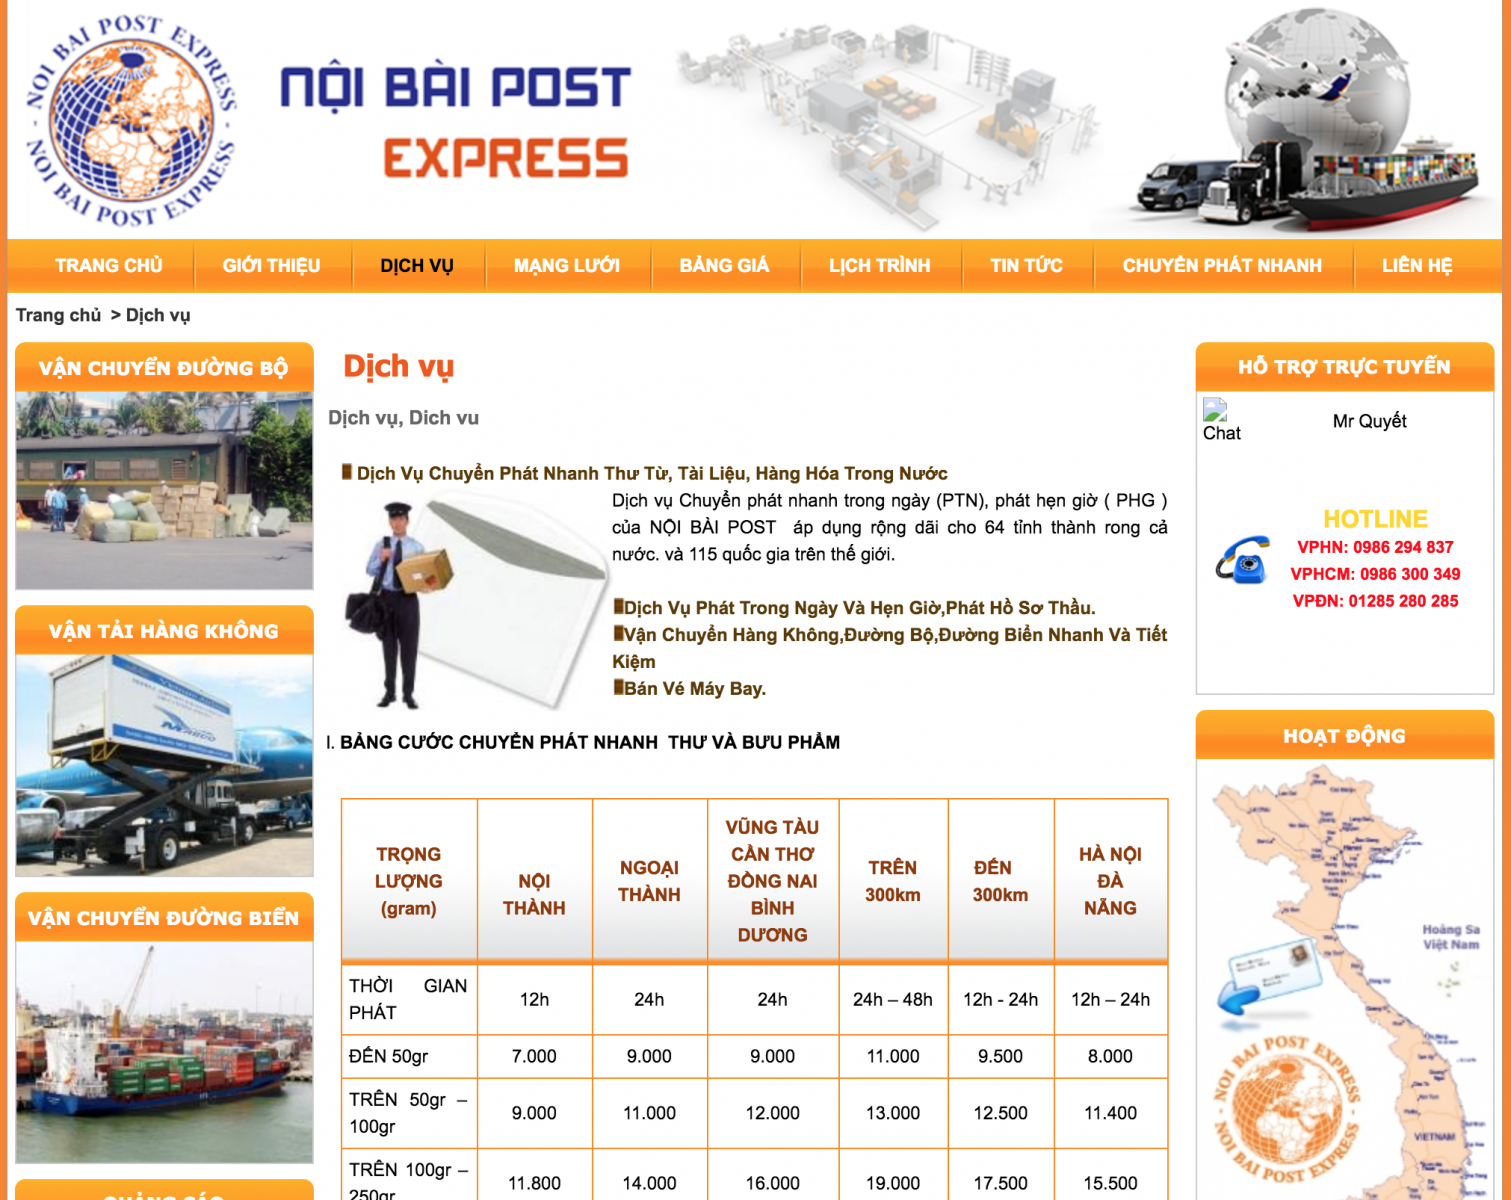 NOI BAI POST EXPRESS - NOI BAI POST EXPRESS -
NỘI BÀI POST
EXPRESS
TRANG CHỦ
GIỚI THIỆU
DỊCH VỤ
MẠNG LƯỚI
BẢNG GIÁ
LỊCH TRÌNH
TIN TỨC
CHUYỂN PHÁT NHANH
LIÊN HỆ
Trang chủ > Dịch vụ
VẬN CHUYỂN ĐƯỜNG BỘ
VẬN TẢI HÀNG KHÔNG
VẬN CHUYỂN ĐƯỜNG BIỂN
QUẢNG CÁO
Dịch vụ
Dịch vụ, Dich vu
Dịch Vụ Chuyển Phát Nhanh Thư Từ, Tài Liệu, Hàng Hóa Trong Nước
Dịch vụ Chuyển phát nhanh trong ngày (PTN), phát hẹn giờ ( PHG )
của NỘI BÀI POST áp dụng rộng dãi cho 64 tỉnh thành rong cả
nước. và 115 quốc gia trên thế giới.
Dịch Vụ Phát Trong Ngày Và Hẹn Giờ,Phát Hồ Sơ Thầu.
Vận Chuyển Hàng Không,Đường Bộ,Đường Biển Nhanh Và Tiết
Kiệm
Bán Vé Máy Bay.
I. BẢNG CƯỚC CHUYỂN PHÁT NHANH THƯ VÀ BƯU PHẨM
TRỌNG
LƯỢNG
(gram)
NỘI
THÀNH
NGOẠI
THÀNH
VŨNG TÀU
CẦN THƠ
ĐỒNG NAI
BÌNH
DƯƠNG
TRÊN
300km
ĐẾN
300km
HÀ NỘI
ĐÀ
NẴNG
THỜI GIAN
PHÁT
12h
24h
24h
24h – 48h
12h - 24h
12h – 24h
ĐẾN 50gr
7.000
9.000
9.000
11.000
9.500
8.000
TRÊN 50gr –
100gr
9.000
11.000
12.000
13.000
12.500
11.400
TRÊN 100gr –
250gr
11.800
14.000
16.000
19.000
17.500
15.500
HỖ TRỢ TRỰC TUYẾN
Chat
Mr Quyết
HOTLINE
VPHN: 0986 294 837
VPHCM: 0986 300 349
VPĐN: 01285 280 285
HOẠT ĐỘNG
Hoàng Sa
Việt Nam
VIETNAM
NOI BAI POST EXPRESS - NOI BAI POST EXPRESS -